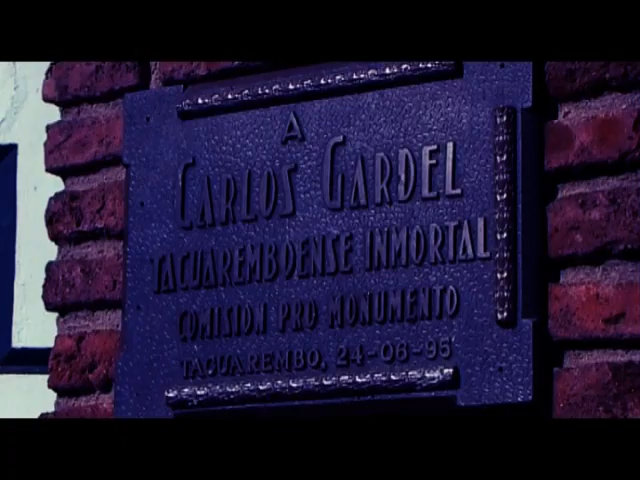 A
CARLOS GARDEL
TACUAREMBOENSE INMORTAL
COMISION PRO MONUMENTO
TACUAREMBO, 24-06-95